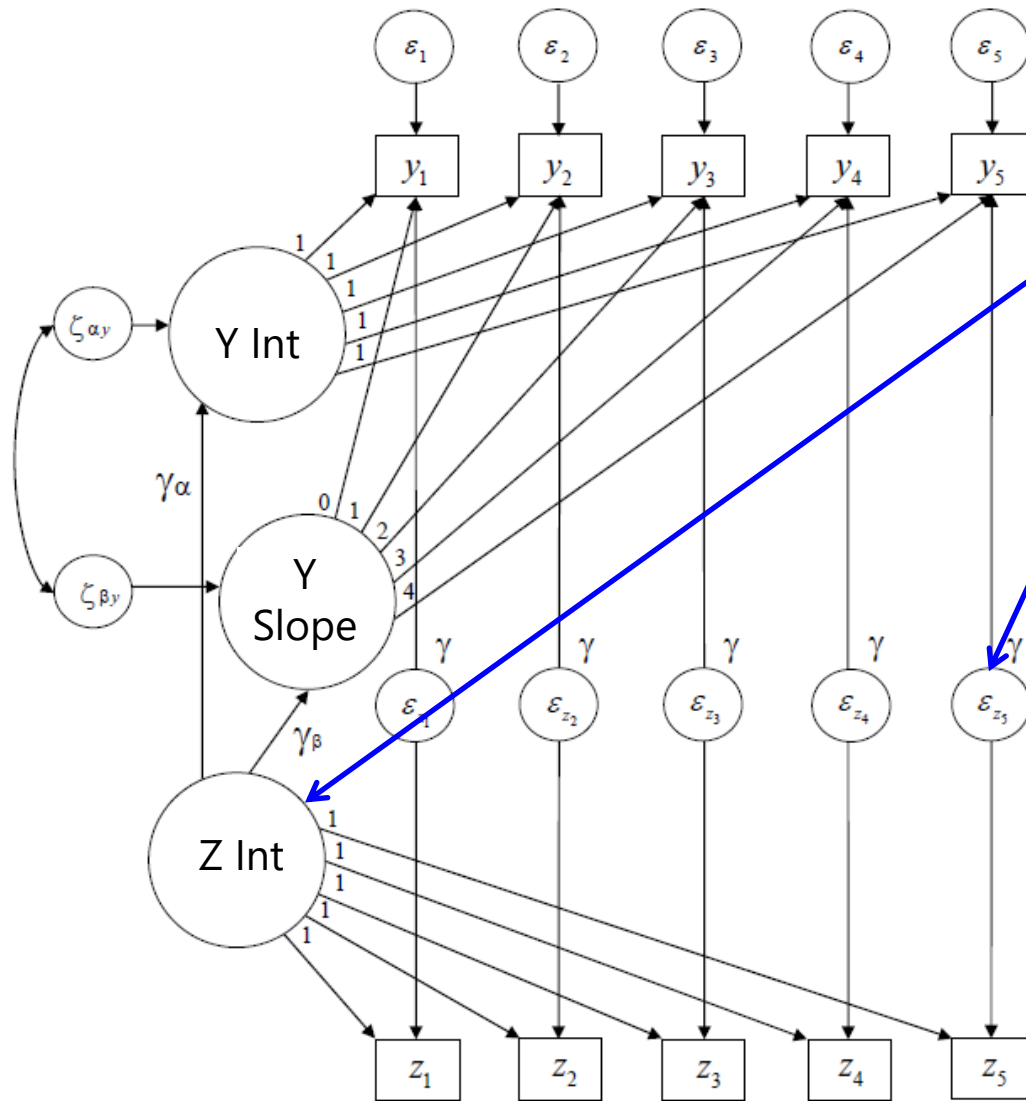 ε₁ ε₂ ε₃ ε₄ ε₅
y₁ y₂ y₃ y₄ y₅
1
1
1
1
1
ζαy
Y Int
γα
0 1 2 3 4
ζβy
Y
Slope
γ γ γ γ γ
εz₁ εz₂ εz₃ εz₄ εz₅
γβ
Z Int
1
1
1
1
1
z₁ z₂ z₃ z₄ z₅